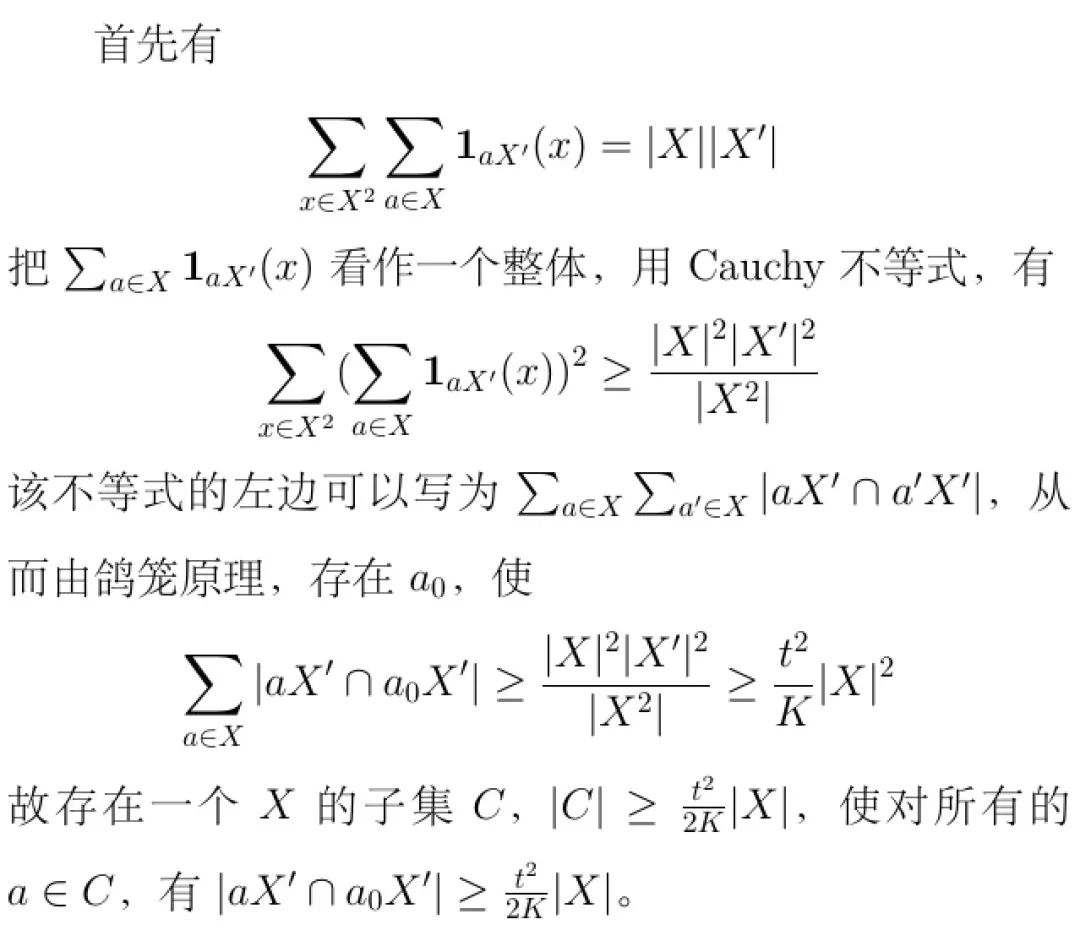 首先有
$$\sum_{x\in X^2}\sum_{a\in X}\mathbf{1}_{aX'}(x)=|X||X'|$$
把 $\sum_{a\in X}\mathbf{1}_{aX'}(x)$ 看作一个整体，用 Cauchy 不等式，有
$$\sum_{x\in X^2}(\sum_{a\in X}\mathbf{1}_{aX'}(x))^2\geq\frac{|X|^2|X'|^2}{|X^2|}$$
该不等式的左边可以写为 $\sum_{a\in X}\sum_{a'\in X}|aX'\cap a'X'|$，从
而由鸽笼原理，存在 $a_0$，使
$$\sum_{a\in X}|aX'\cap a_0X'|\geq\frac{|X|^2|X'|^2}{|X^2|}\geq\frac{t^2}{K}|X|^2$$
故存在一个 $X$ 的子集 $C$，$|C|\geq\frac{t^2}{2K}|X|$，使对所有的
$a\in C$，有 $|aX'\cap a_0X'|\geq\frac{t^2}{2K}|X|$。